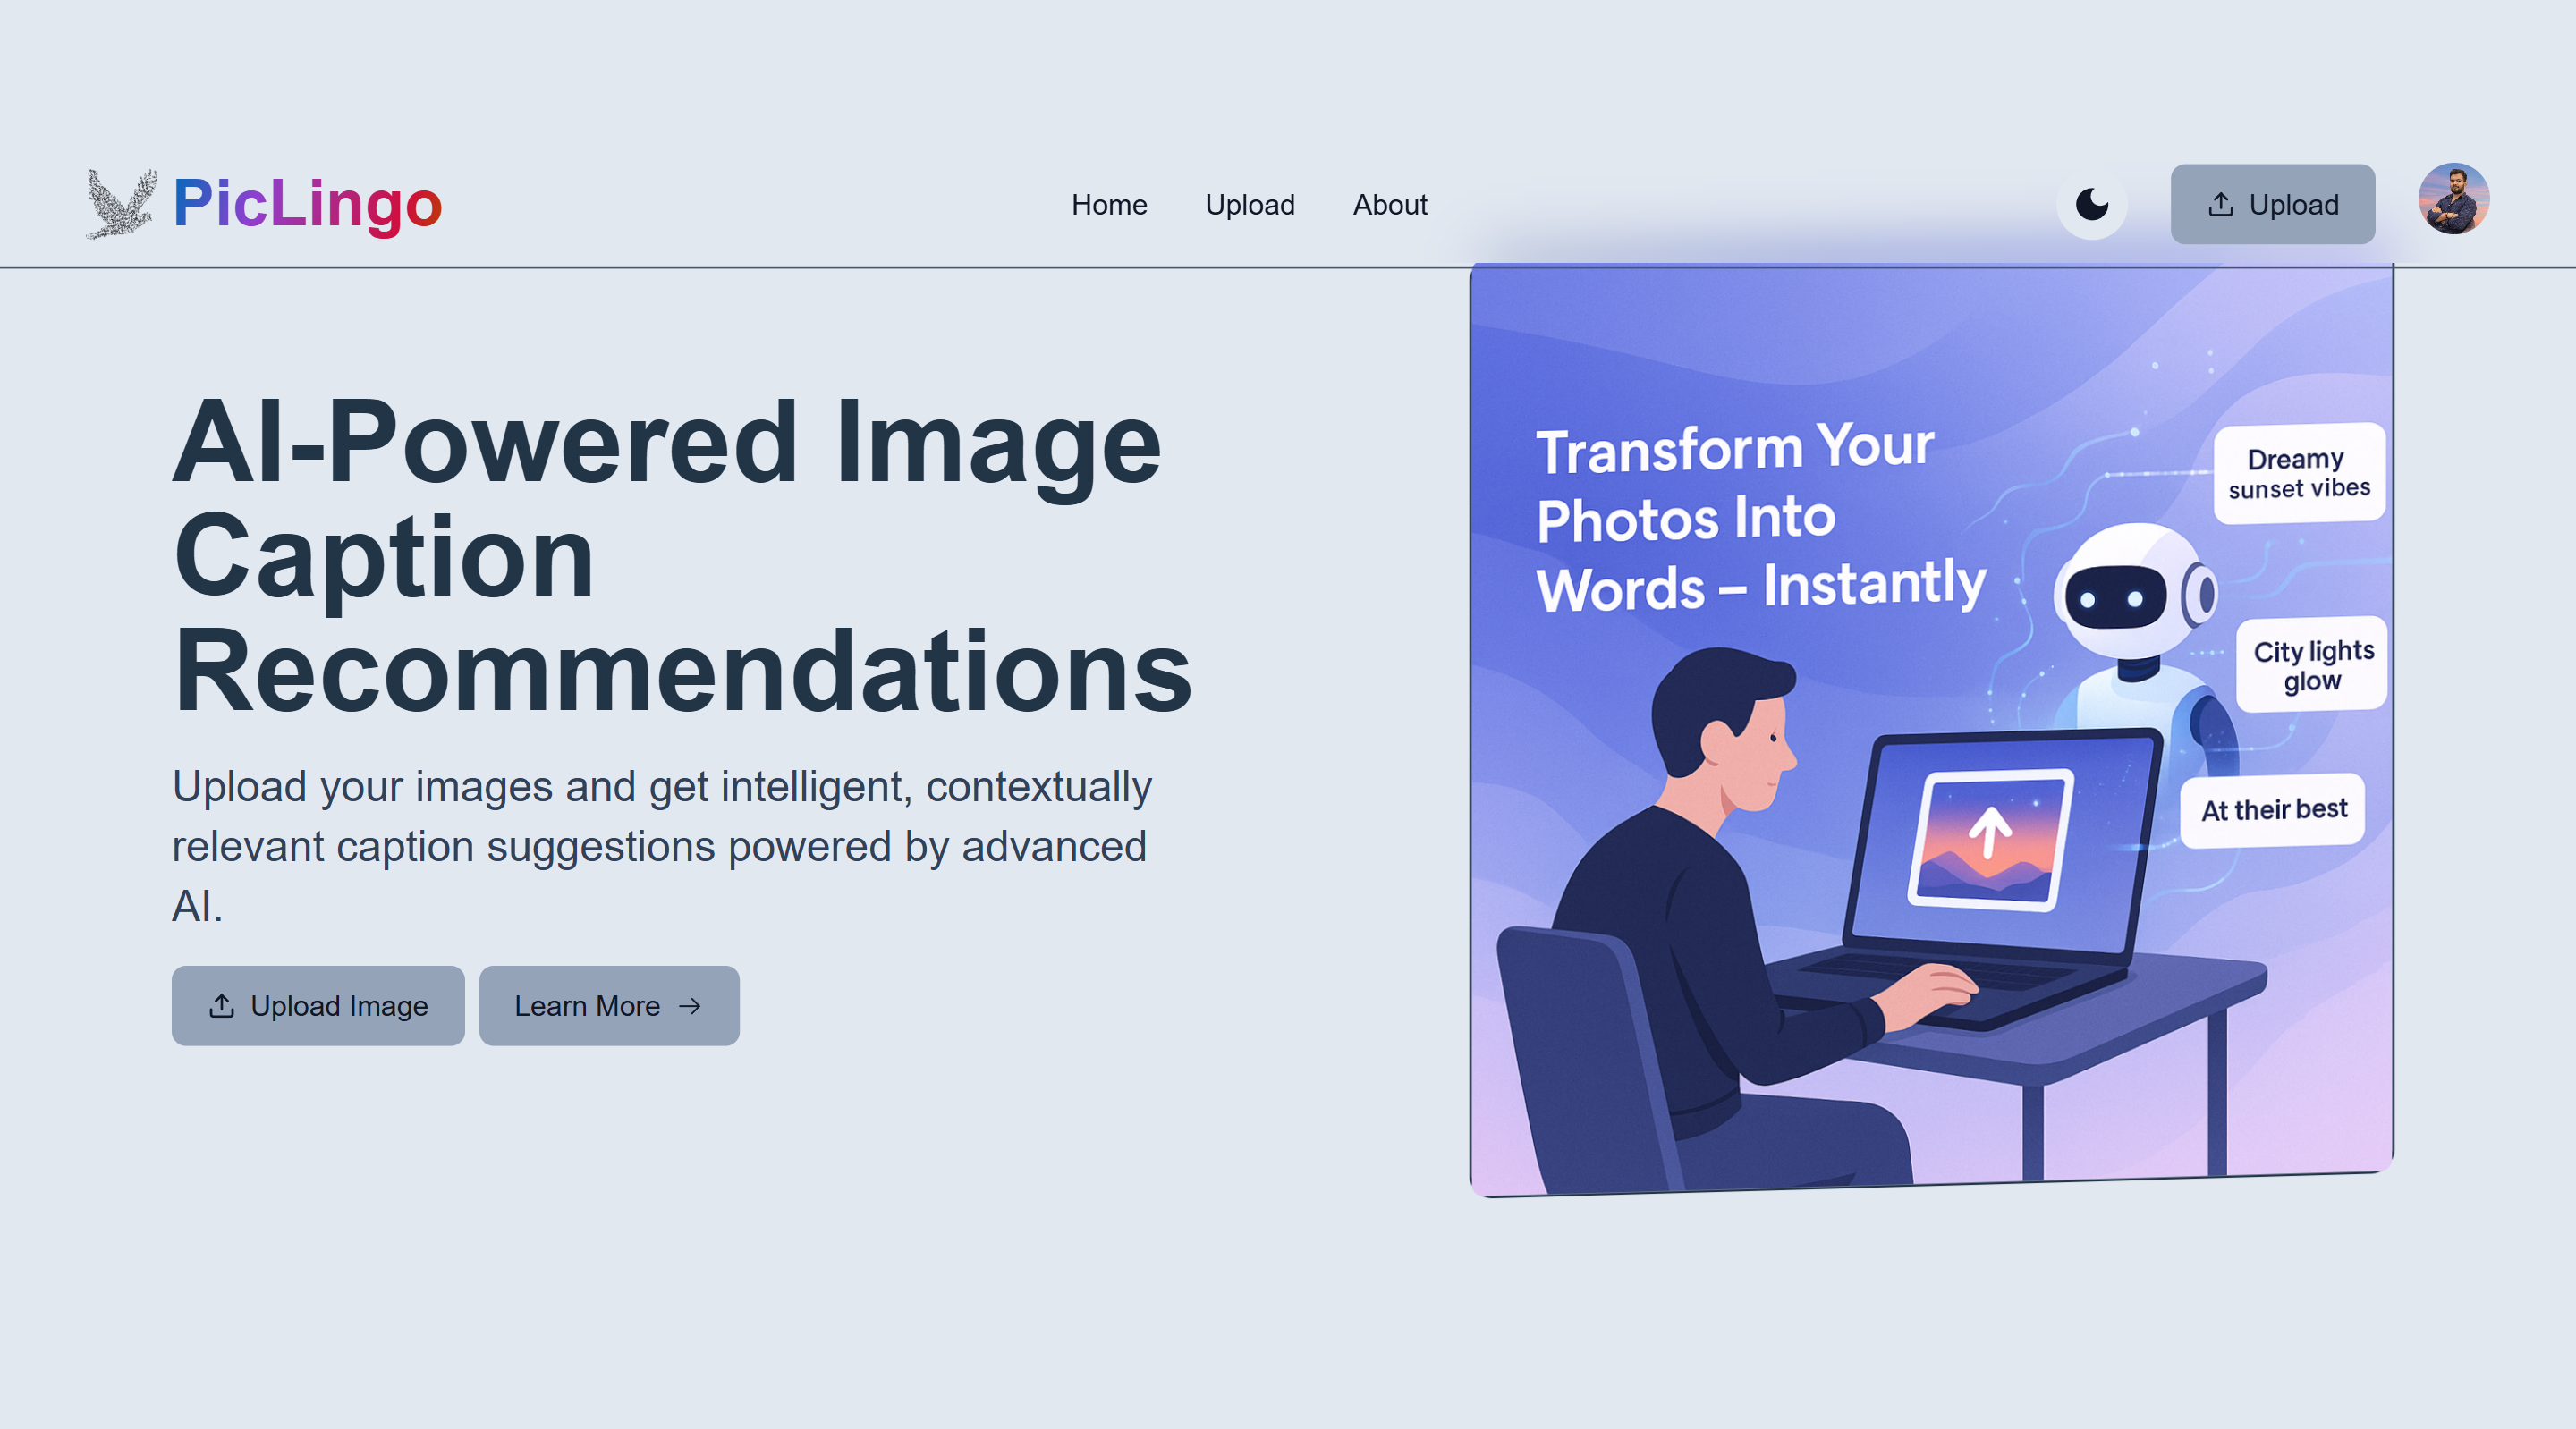 PicLingo
Home
Upload
About
Upload
AI-Powered Image
Caption
Recommendations
Upload your images and get intelligent, contextually
relevant caption suggestions powered by advanced
AI.
Upload Image
Learn More
Transform Your
Photos Into
Words – Instantly
Dreamy
sunset vibes
City lights
glow
At their best